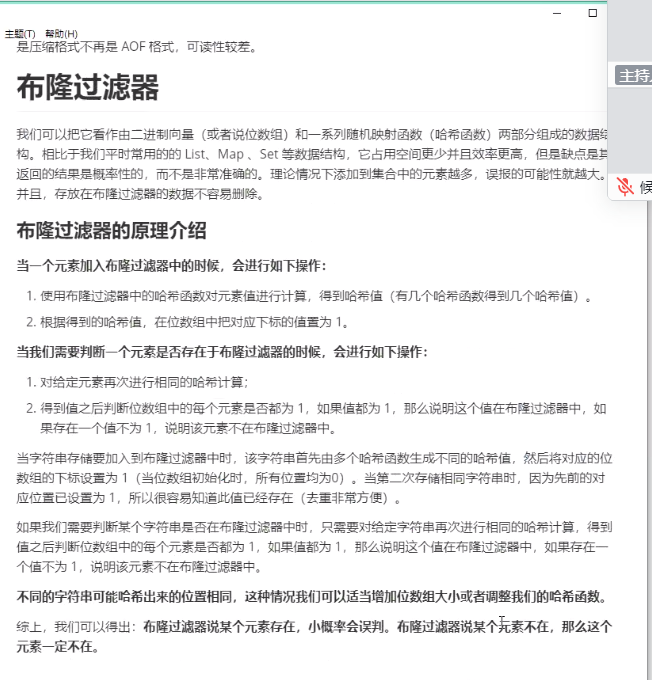 主题(T) 帮助(H)
是压缩格式不再是 AOF 格式，可读性较差。
主持
布隆过滤器
我们可以把它看作由二进制向量（或者说位数组）和一系列随机映射函数（哈希函数）两部分组成的数据结
构。相比于我们平时常用的的 List、Map 、Set 等数据结构，它占用空间更少并且效率更高，但是缺点是其
返回的结果是概率性的，而不是非常准确的。理论情况下添加到集合中的元素越多，误报的可能性就越大。
并且，存放在布隆过滤器的数据不容易删除。
候
布隆过滤器的原理介绍
当一个元素加入布隆过滤器中的时候，会进行如下操作：
1. 使用布隆过滤器中的哈希函数对元素值进行计算，得到哈希值（有几个哈希函数得到几个哈希值）。
2. 根据得到的哈希值，在位数组中把对应下标的值置为 1。
当我们需要判断一个元素是否存在于布隆过滤器的时候，会进行如下操作：
1. 对给定元素再次进行相同的哈希计算；
2. 得到值之后判断位数组中的每个元素是否都为 1，如果值都为 1，那么说明这个值在布隆过滤器中，如
果存在一个值不为 1，说明该元素不在布隆过滤器中。
当字符串存储要加入到布隆过滤器中时，该字符串首先由多个哈希函数生成不同的哈希值，然后将对应的位
数组的下标设置为 1（当位数组初始化时，所有位置均为0）。当第二次存储相同字符串时，因为先前的对
应位置已设置为 1，所以很容易知道此值已经存在（去重非常方便）。
如果我们需要判断某个字符串是否在布隆过滤器中时，只需要对给定字符串再次进行相同的哈希计算，得到
值之后判断位数组中的每个元素是否都为 1，如果值都为 1，那么说明这个值在布隆过滤器中，如果存在一
个值不为 1，说明该元素不在布隆过滤器中。
不同的字符串可能哈希出来的位置相同，这种情况我们可以适当增加位数组大小或者调整我们的哈希函数。
综上，我们可以得出：布隆过滤器说某个元素存在，小概率会误判。布隆过滤器说某个元素不在，那么这个
元素一定不在。